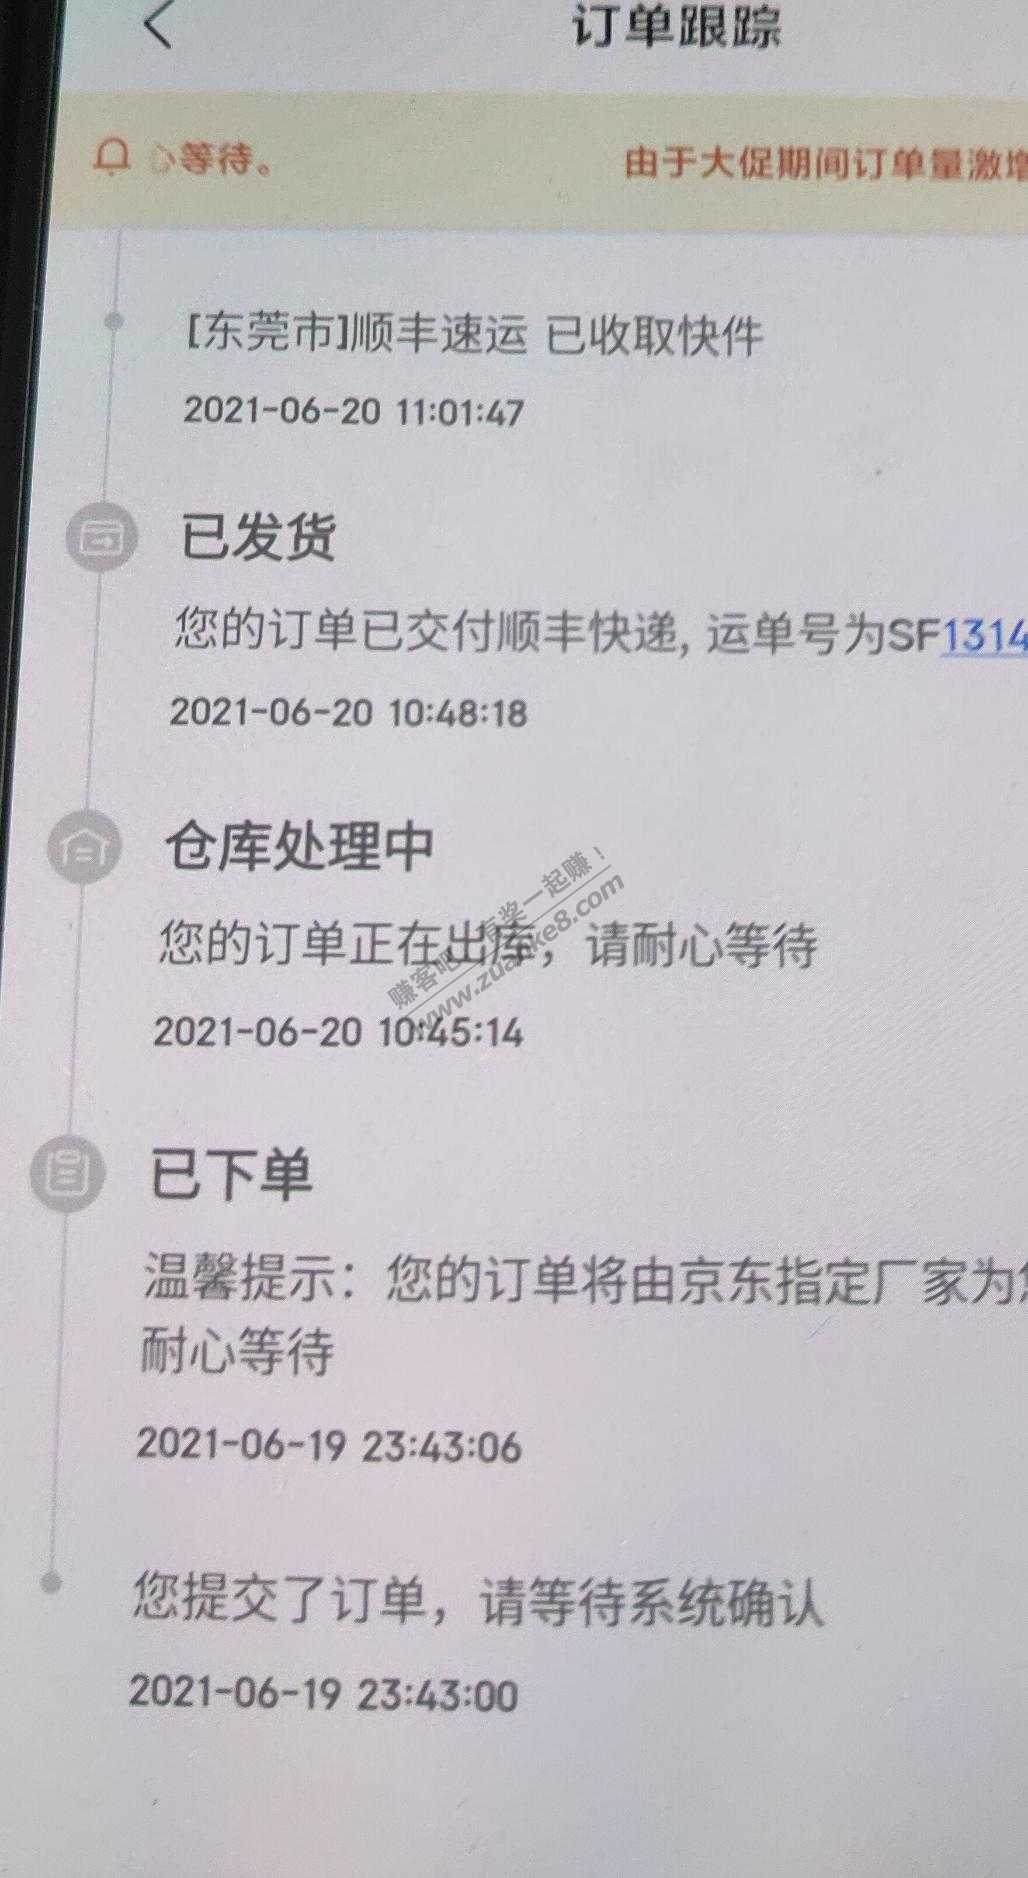 订单跟踪
心等待。 由于大促期间订单量激增
[东莞市]顺丰速运 已收取快件
2021-06-20 11:01:47
已发货
您的订单已交付顺丰快递, 运单号为SF1314
2021-06-20 10:48:18
仓库处理中
您的订单正在出库，请耐心等待
2021-06-20 10:45:14
赚客吧，有奖一起赚！
www.zuanke8.com
已下单
温馨提示：您的订单将由京东指定厂家为您
耐心等待
2021-06-19 23:43:06
您提交了订单，请等待系统确认
2021-06-19 23:43:00